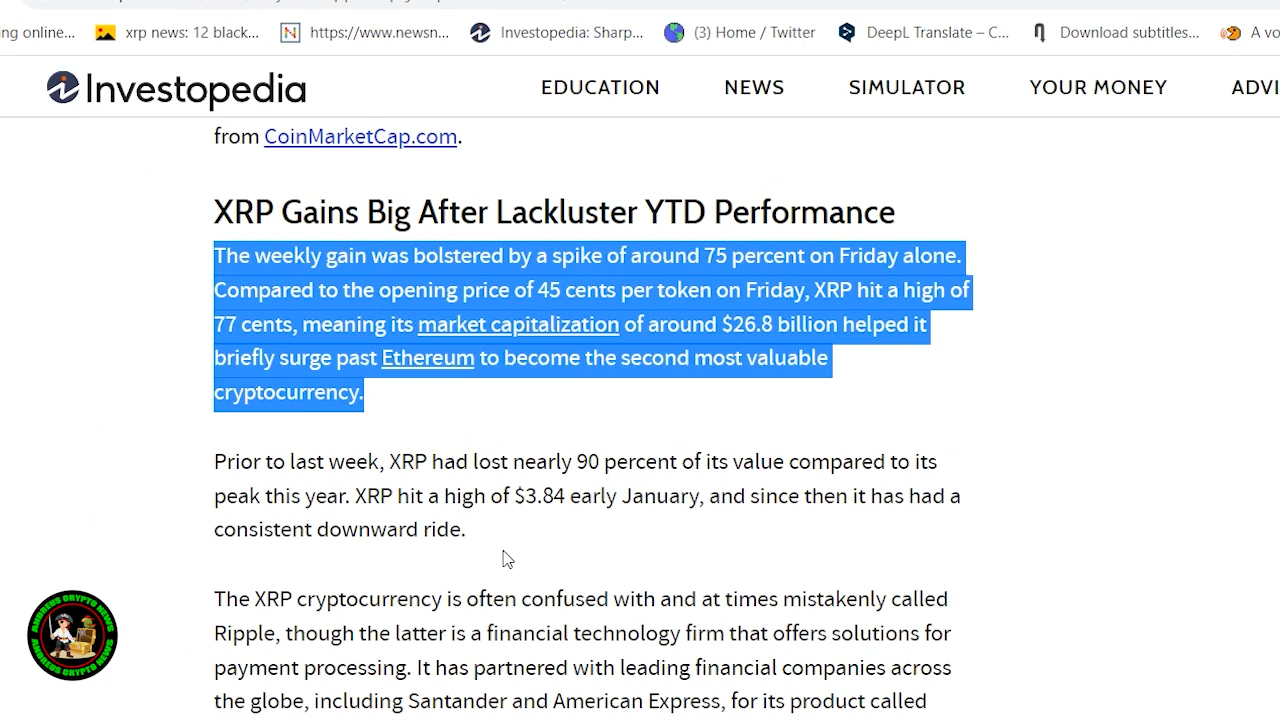 ng online...
xrp news: 12 black...
https://www.newsn...
Investopedia: Sharp...
(3) Home / Twitter
DeepL Translate – C...
Download subtitles...
A vo
Investopedia
EDUCATION
NEWS
SIMULATOR
YOUR MONEY
ADVI
from CoinMarketCap.com.
XRP Gains Big After Lackluster YTD Performance
The weekly gain was bolstered by a spike of around 75 percent on Friday alone.
Compared to the opening price of 45 cents per token on Friday, XRP hit a high of
77 cents, meaning its market capitalization of around $26.8 billion helped it
briefly surge past Ethereum to become the second most valuable
cryptocurrency.
Prior to last week, XRP had lost nearly 90 percent of its value compared to its
peak this year. XRP hit a high of $3.84 early January, and since then it has had a
consistent downward ride.
The XRP cryptocurrency is often confused with and at times mistakenly called
Ripple, though the latter is a financial technology firm that offers solutions for
payment processing. It has partnered with leading financial companies across
the globe, including Santander and American Express, for its product called
ANDREUS CRYPTO NEWS
ANDREUS CRYPTO NEWS